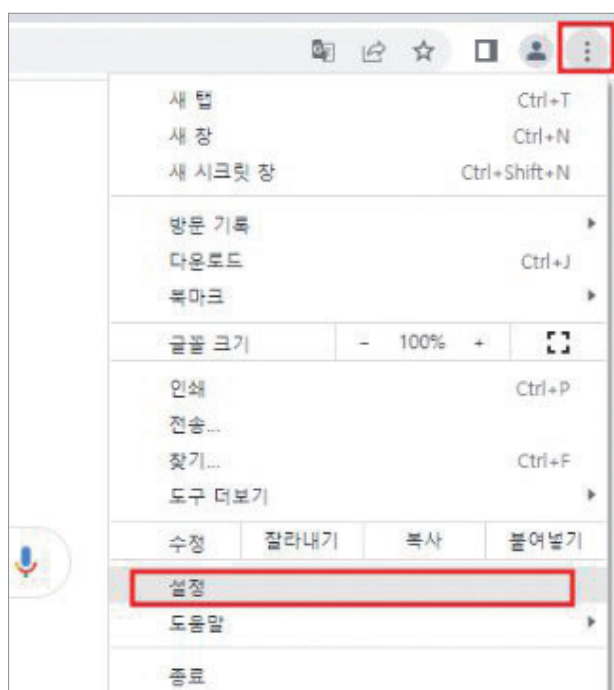 새 탭 Ctrl+T
새 창 Ctrl+N
새 시크릿 창 Ctrl+Shift+N
방문 기록
다운로드 Ctrl+J
북마크
글꼴 크기 - 100% +
인쇄 Ctrl+P
전송...
찾기... Ctrl+F
도구 더보기
수정 잘라내기 복사 붙여넣기
설정
도움말
종료